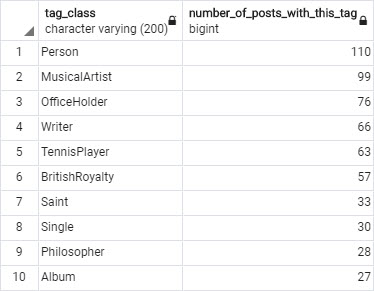 tag_class number_of_posts_with_this_tag
character varying (200) bigint
1 Person 110
2 MusicalArtist 99
3 OfficeHolder 76
4 Writer 66
5 TennisPlayer 63
6 BritishRoyalty 57
7 Saint 33
8 Single 30
9 Philosopher 28
10 Album 27